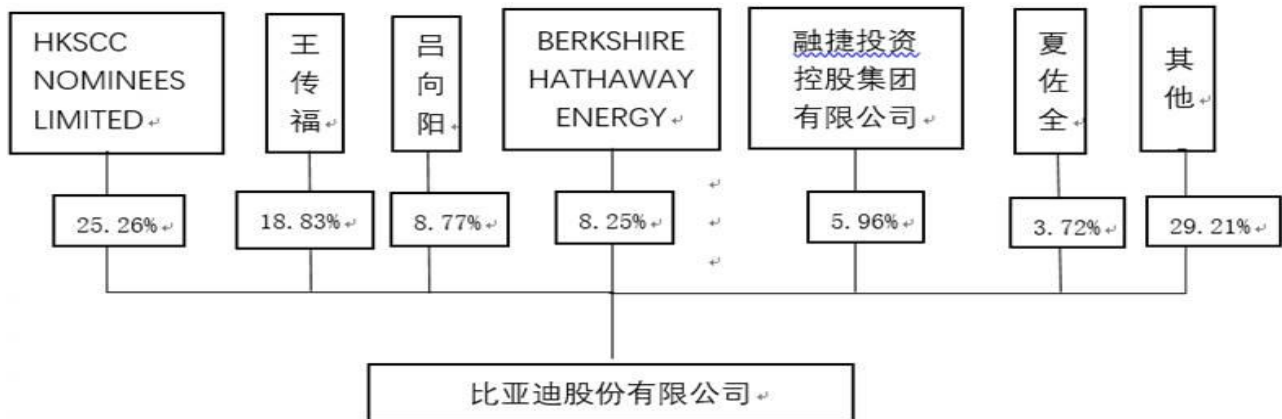 HKSCC
NOMINEES
LIMITED
王
传
福
吕
向
阳
BERKSHIRE
HATHAWAY
ENERGY
融捷投资
控股集团
有限公司
夏
佐
全
其
他
25.26%
18.83%
8.77%
8.25%
5.96%
3.72%
29.21%
比亚迪股份有限公司